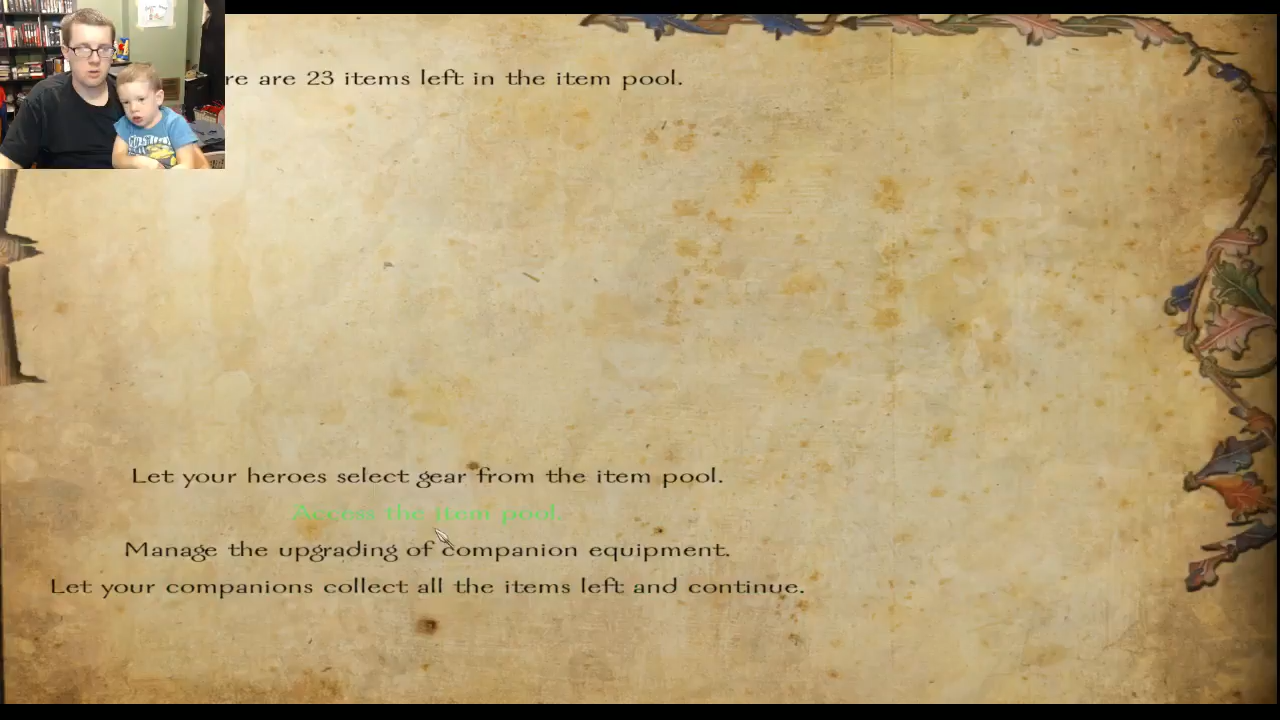 re are 23 items left in the item pool.
Let your heroes select gear from the item pool.
Access the item pool.
Manage the upgrading of companion equipment.
Let your companions collect all the items left and continue.